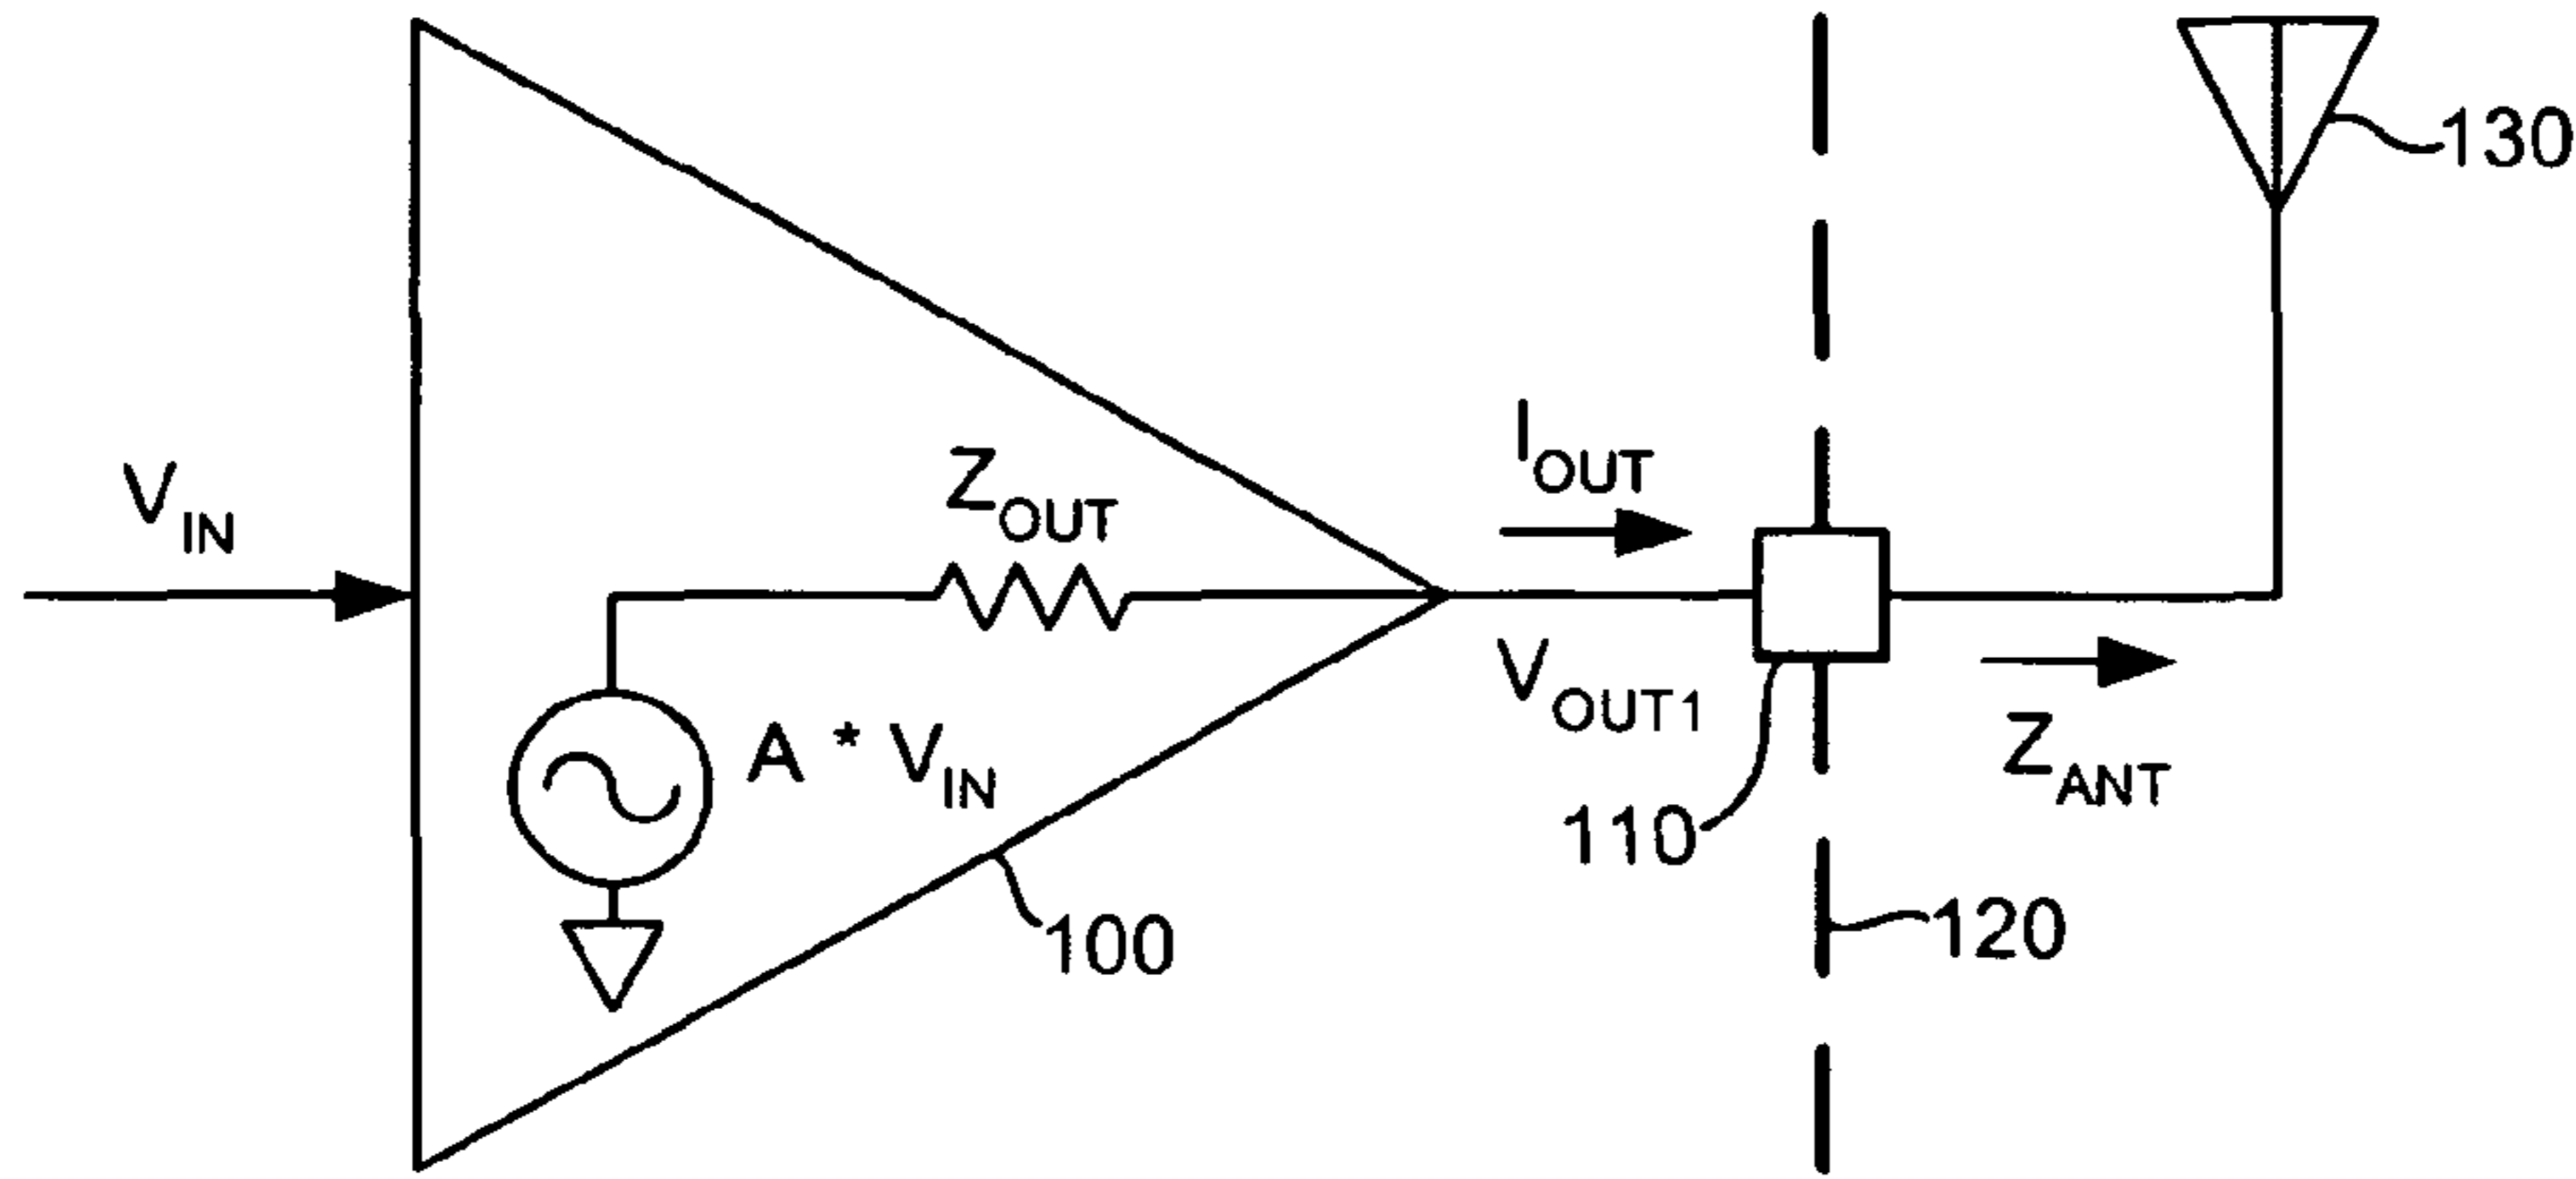 130
I_OUT
V_IN
Z_OUT
V_OUT1
A * V_IN
Z_ANT
110
120
100